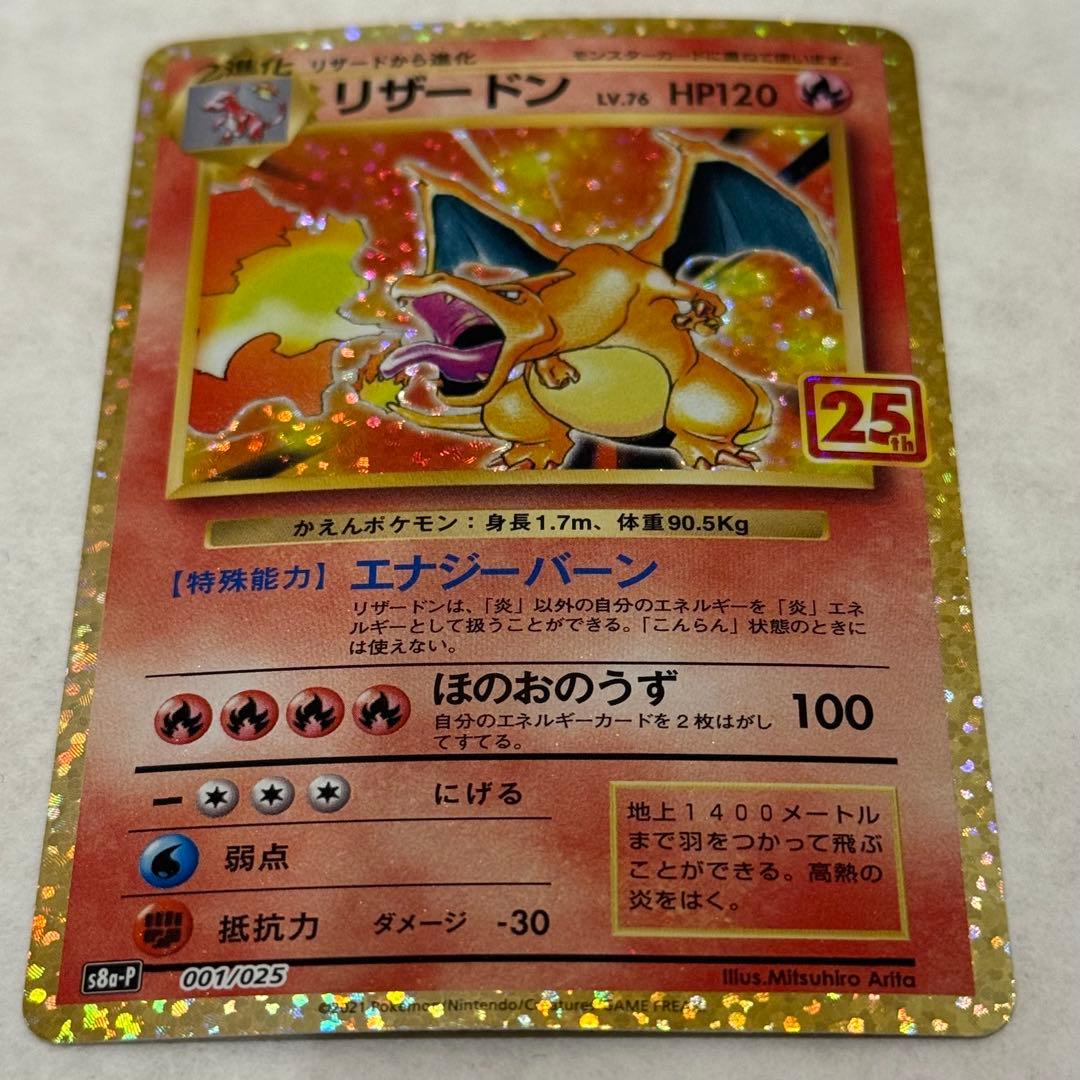 2進化 リザードから進化 モンスターカードに重ねて使います。
リザードン LV.76 HP120
25th
かえんポケモン：身長1.7m、体重90.5Kg
【特殊能力】エナジーバーン
リザードンは、「炎」以外の自分のエネルギーを「炎」エネ
ルギーとして扱うことができる。「こんらん」状態のときに
は使えない。
ほのおのうず 100
自分のエネルギーカードを２枚はがし
てすてる。
にげる
弱点
抵抗力 ダメージ -30
地上１４００メートル
まで羽をつかって飛ぶ
ことができる。高熱の
炎をはく。
s8a-P 001/025 Illus.Mitsuhiro Arita
©2021 Pokémon/Nintendo/Creatures/GAME FREAK